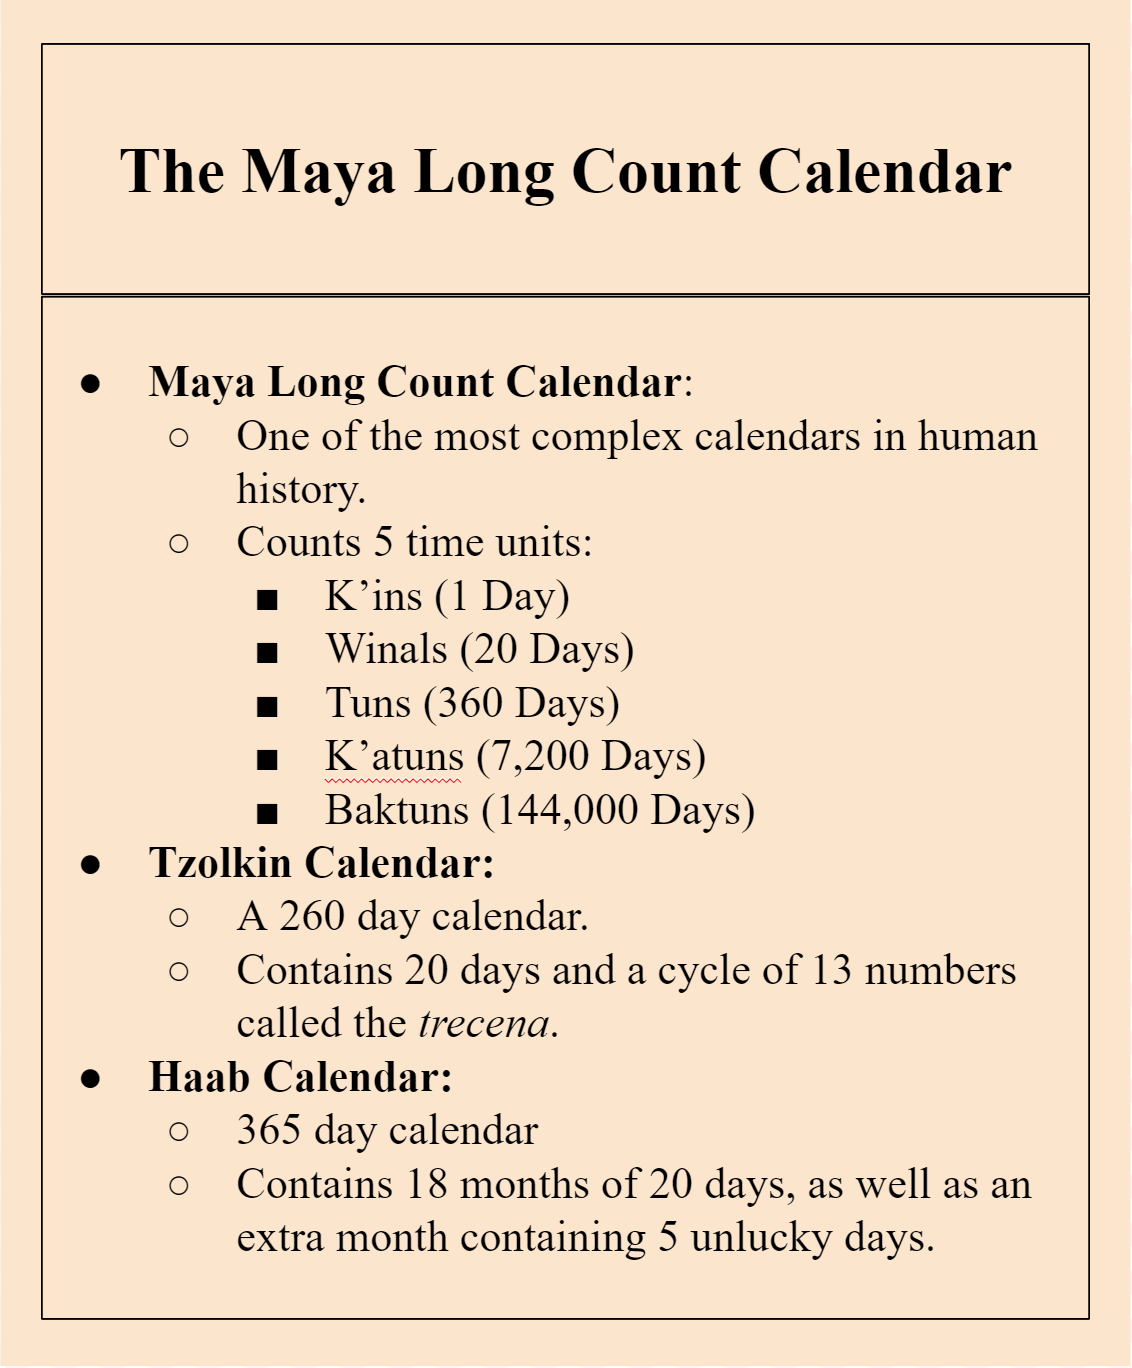 The Maya Long Count Calendar
● Maya Long Count Calendar:
○ One of the most complex calendars in human
history.
○ Counts 5 time units:
■ K’ins (1 Day)
■ Winals (20 Days)
■ Tuns (360 Days)
■ K’atuns (7,200 Days)
■ Baktuns (144,000 Days)
● Tzolkin Calendar:
○ A 260 day calendar.
○ Contains 20 days and a cycle of 13 numbers
called the trecena.
● Haab Calendar:
○ 365 day calendar
○ Contains 18 months of 20 days, as well as an
extra month containing 5 unlucky days.